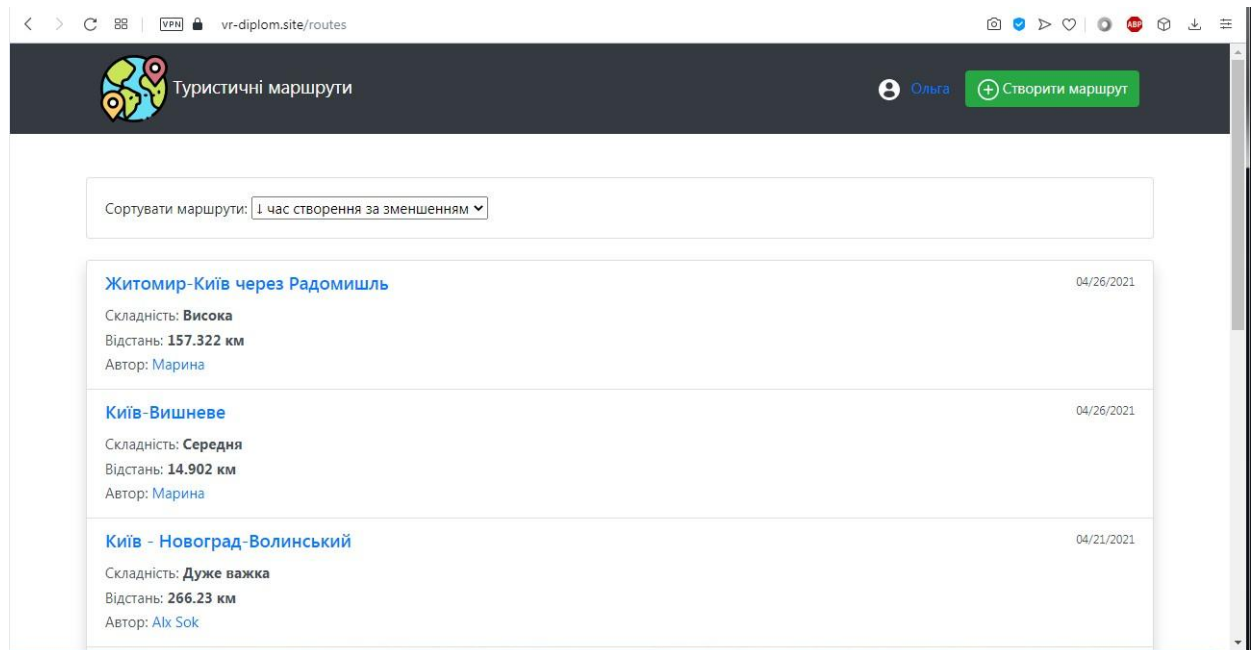 VPN vr-diplom.site/routes ABP
Туристичні маршрути Ольга Створити маршрут
Сортувати маршрути: ↓ час створення за зменшенням
Житомир-Київ через Радомишль 04/26/2021
Складність: Висока
Відстань: 157.322 км
Автор: Марина
Київ-Вишневе 04/26/2021
Складність: Середня
Відстань: 14.902 км
Автор: Марина
Київ - Новоград-Волинський 04/21/2021
Складність: Дуже важка
Відстань: 266.23 км
Автор: Alx Sok